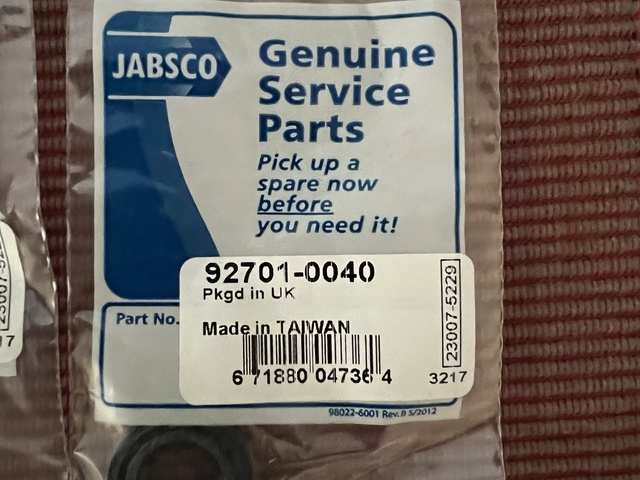 JABSCO
Genuine
Service
Parts
Pick up a
spare now
before
you need it!
92701-0040
Pkgd in UK
Part No.
Made in TAIWAN
6 71880 04736 4
23007-5229
3217
98022-6001 Rev.B 5/2012
17